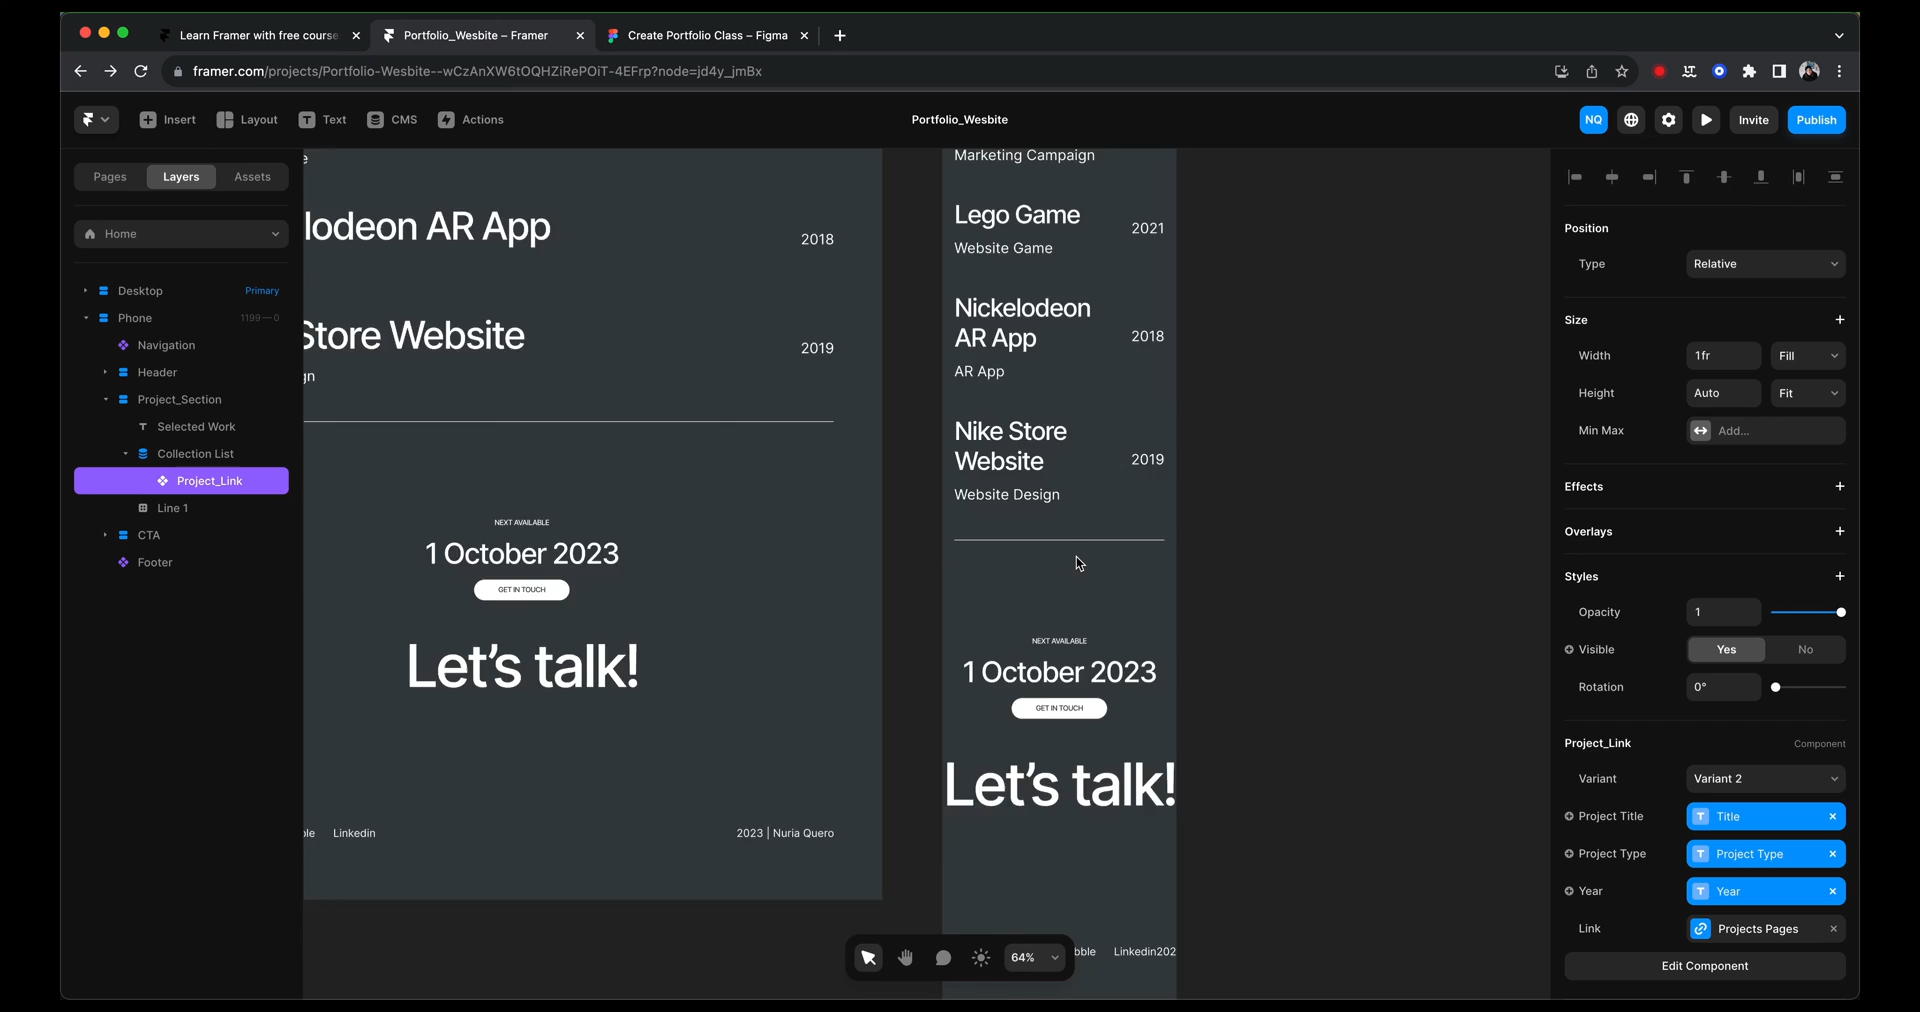 Learn Framer with free course
Portfolio_Wesbite – Framer
Create Portfolio Class – Figma
framer.com/projects/Portfolio-Wesbite--wCzAnXW6tOQHZiRePOiT-4EFrp?node=jd4y_jmBx
Insert
Layout
Text
CMS
Actions
Portfolio_Wesbite
NQ
Invite
Publish
Pages
Layers
Assets
Home
Desktop
Primary
Phone
1199—0
Navigation
Header
Project_Section
Selected Work
Collection List
Project_Link
Line 1
CTA
Footer
e
lodeon AR App
2018
Store Website
2019
gn
NEXT AVAILABLE
1 October 2023
GET IN TOUCH
Let's talk!
ble
Linkedin
2023 | Nuria Quero
Marketing Campaign
Lego Game
2021
Website Game
Nickelodeon
AR App
2018
AR App
Nike Store
Website
2019
Website Design
NEXT AVAILABLE
1 October 2023
GET IN TOUCH
Let's talk!
bble
Linkedin202
64%
Position
Type
Relative
Size
Width
1fr
Fill
Height
Auto
Fit
Min Max
Add...
Effects
Overlays
Styles
Opacity
1
Visible
Yes
No
Rotation
0°
Project_Link
Component
Variant
Variant 2
Project Title
Title
Project Type
Project Type
Year
Year
Link
Projects Pages
Edit Component